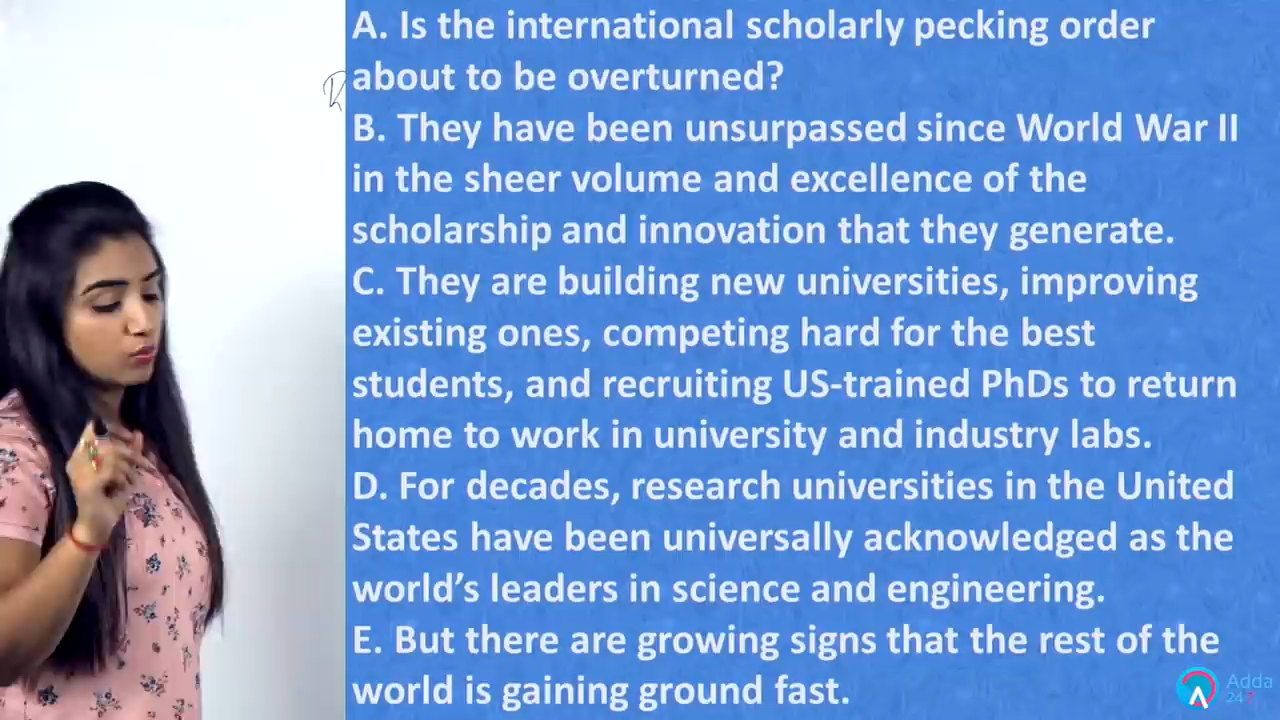 A. Is the international scholarly pecking order
about to be overturned?
B. They have been unsurpassed since World War II
in the sheer volume and excellence of the
scholarship and innovation that they generate.
C. They are building new universities, improving
existing ones, competing hard for the best
students, and recruiting US-trained PhDs to return
home to work in university and industry labs.
D. For decades, research universities in the United
States have been universally acknowledged as the
world’s leaders in science and engineering.
E. But there are growing signs that the rest of the
world is gaining ground fast.
Adda
247